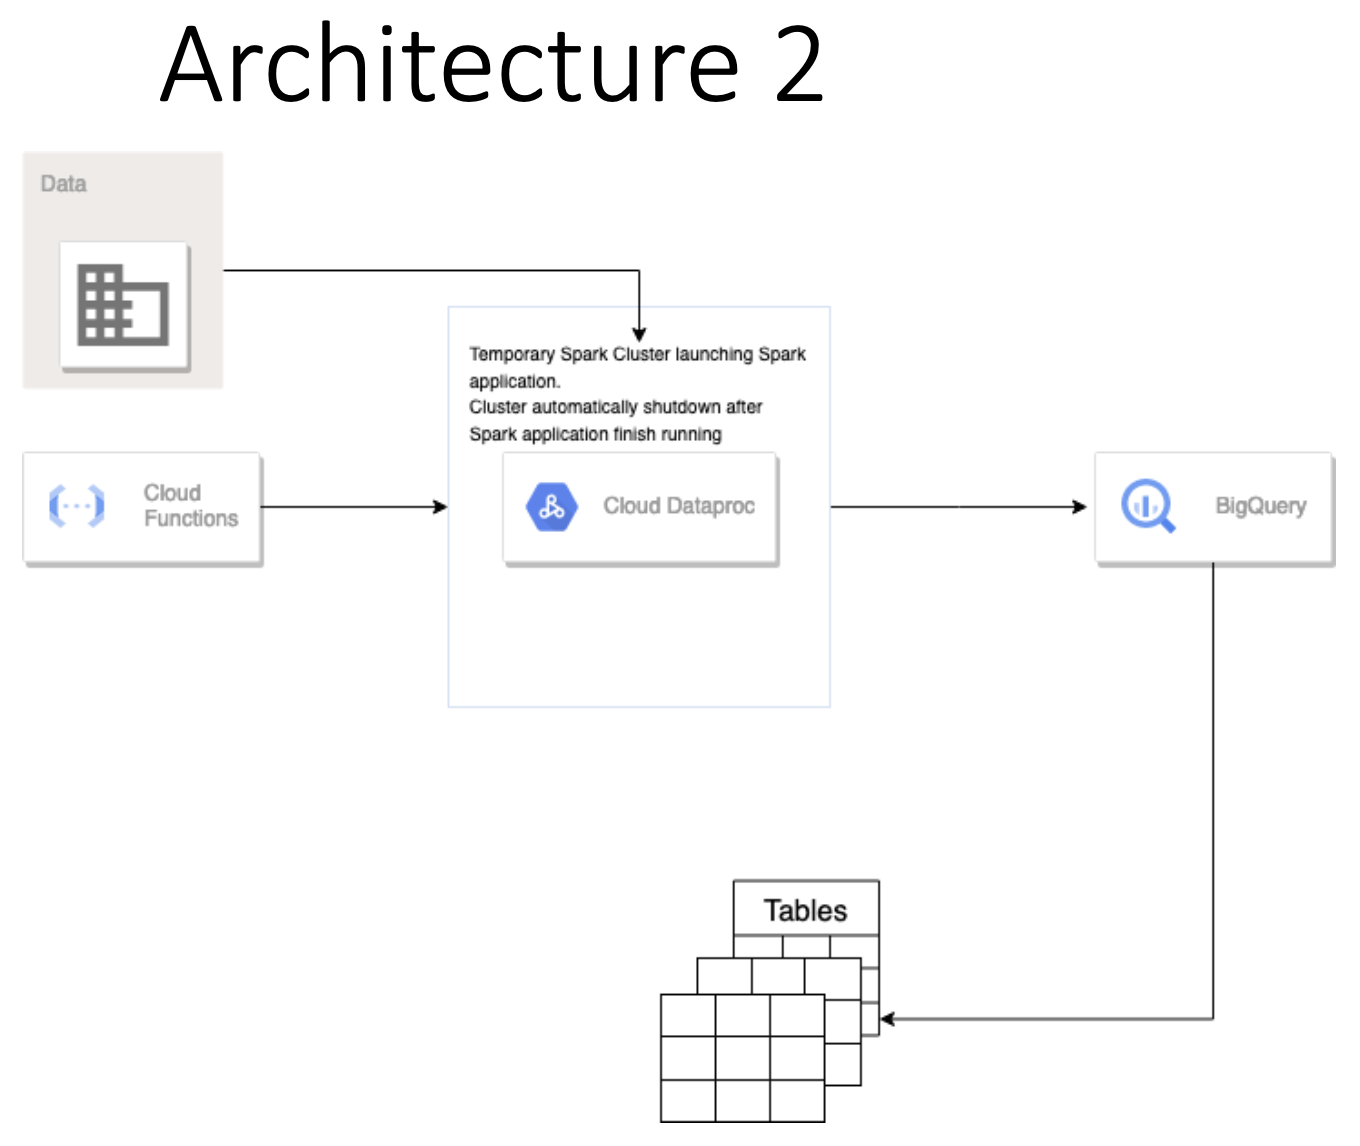 Architecture 2
Data
Temporary Spark Cluster launching Spark
application.
Cluster automatically shutdown after
Spark application finish running
Cloud
Functions
Cloud Dataproc
BigQuery
Tables